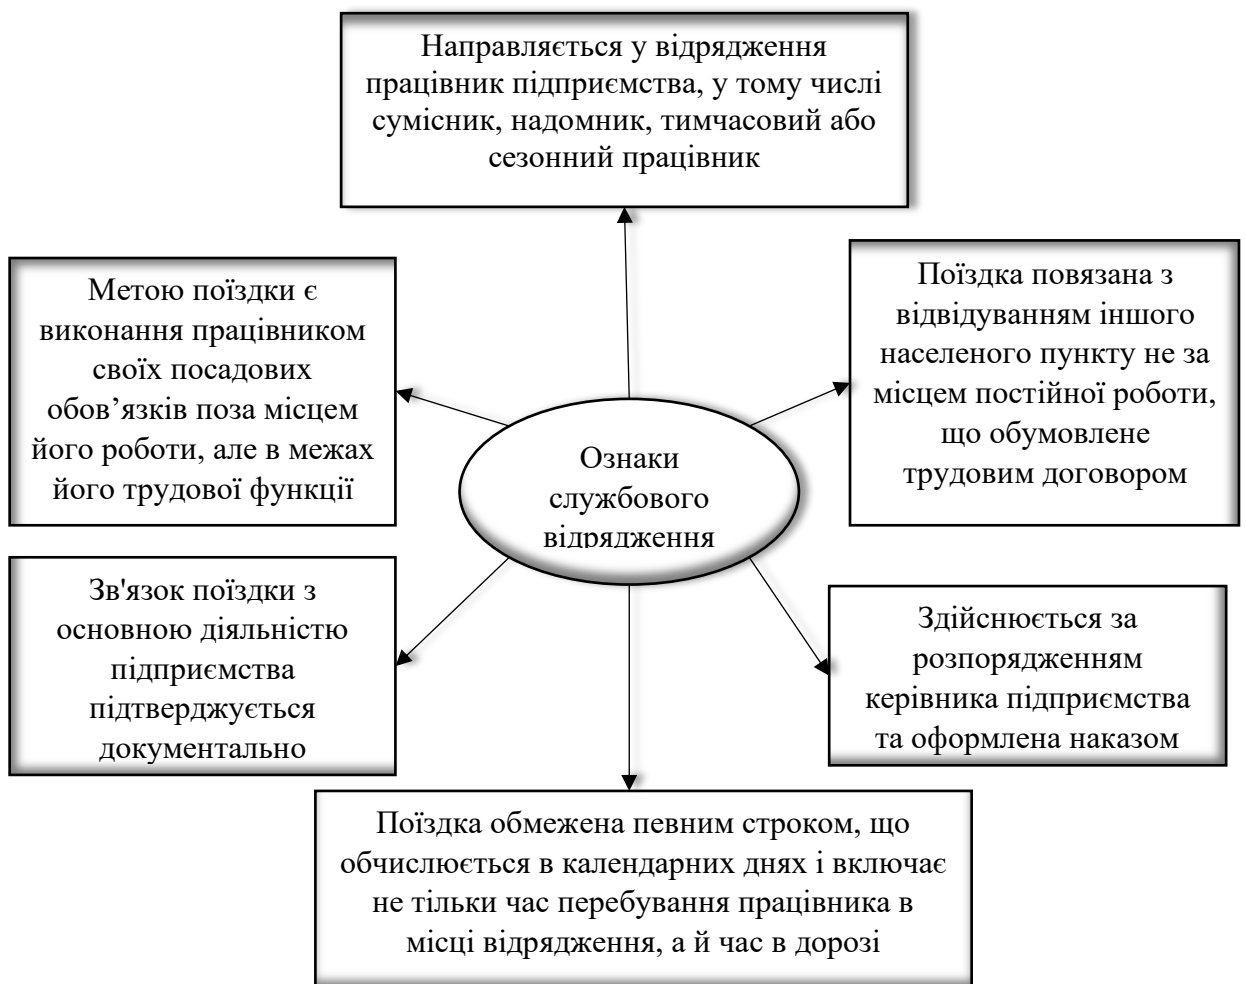 Направляється у відрядження
працівник підприємства, у тому числі
сумісник, надомник, тимчасовий або
сезонний працівник
Метою поїздки є
виконання працівником
своїх посадових
обов’язків поза місцем
його роботи, але в межах
його трудової функції
Поїздка повязана з
відвідуванням іншого
населеного пункту не за
місцем постійної роботи,
що обумовлене
трудовим договором
Ознаки
службового
відрядження
Зв'язок поїздки з
основною діяльністю
підприємства
підтверджується
документально
Здійснюється за
розпорядженням
керівника підприємства
та оформлена наказом
Поїздка обмежена певним строком, що
обчислюється в календарних днях і включає
не тільки час перебування працівника в
місці відрядження, а й час в дорозі